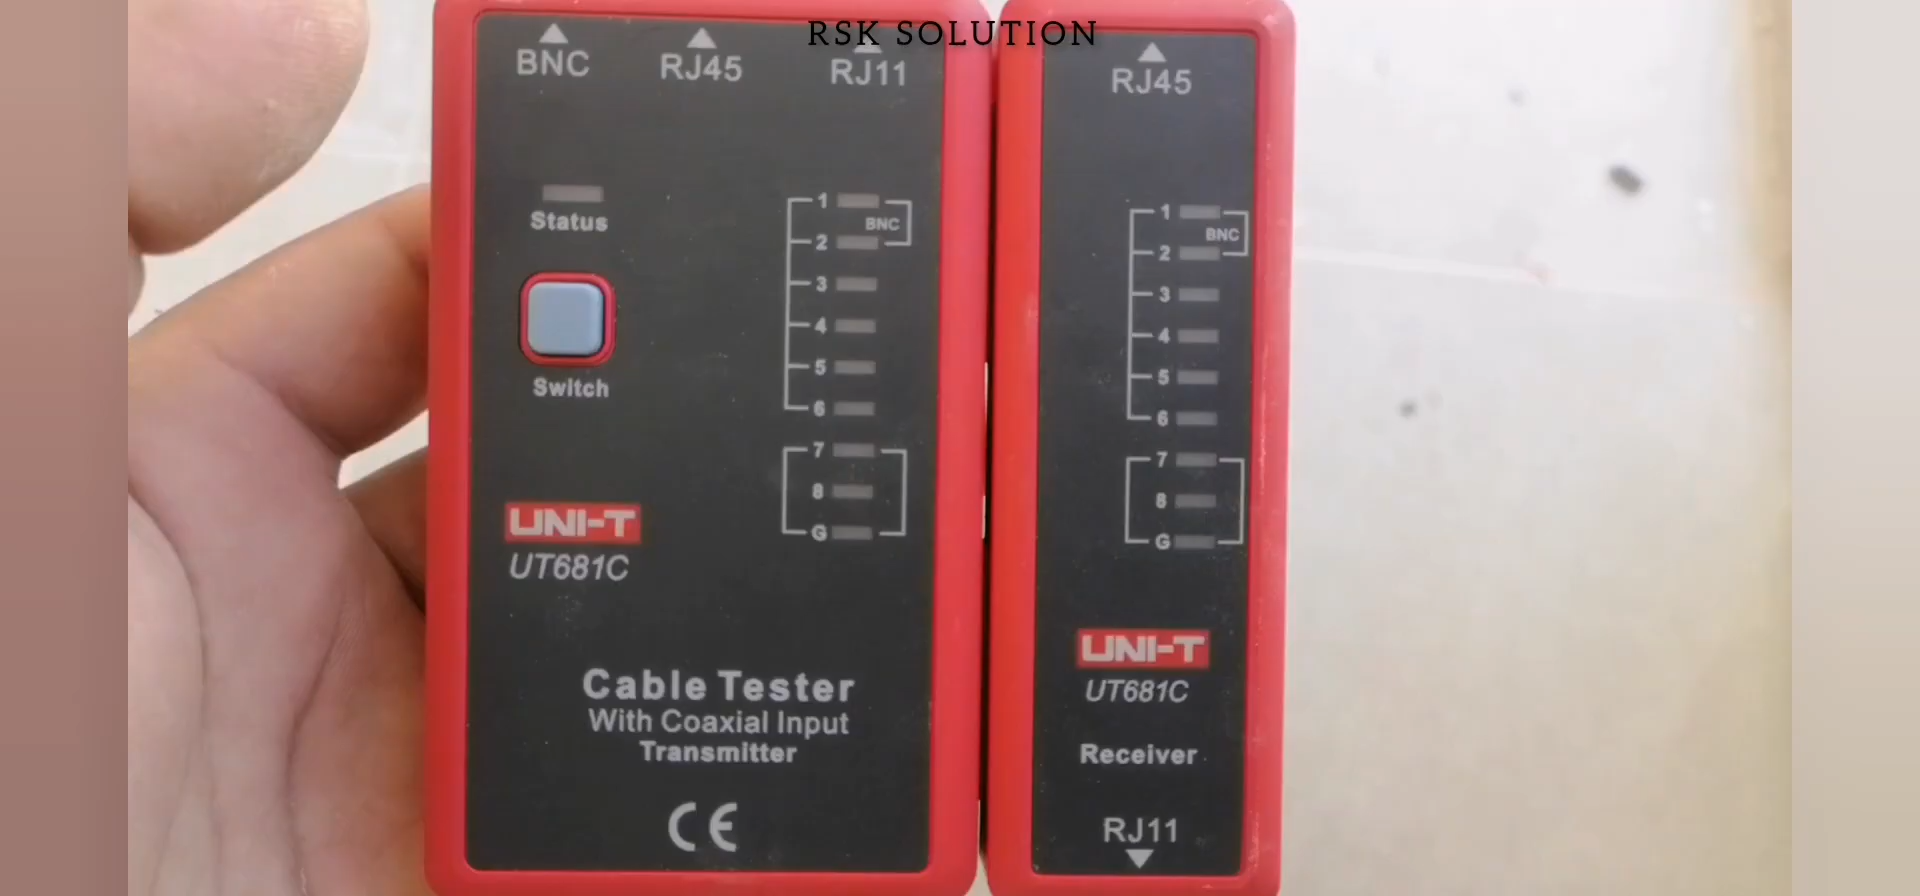 RSK SOLUTION
BNC RJ45 RJ11
Status
Switch
1
BNC
2
3
4
5
6
7
8
G
UNI-T
UT681C
Cable Tester
With Coaxial Input
Transmitter
CE
RJ45
1
BNC
2
3
4
5
6
7
8
G
UNI-T
UT681C
Receiver
RJ11